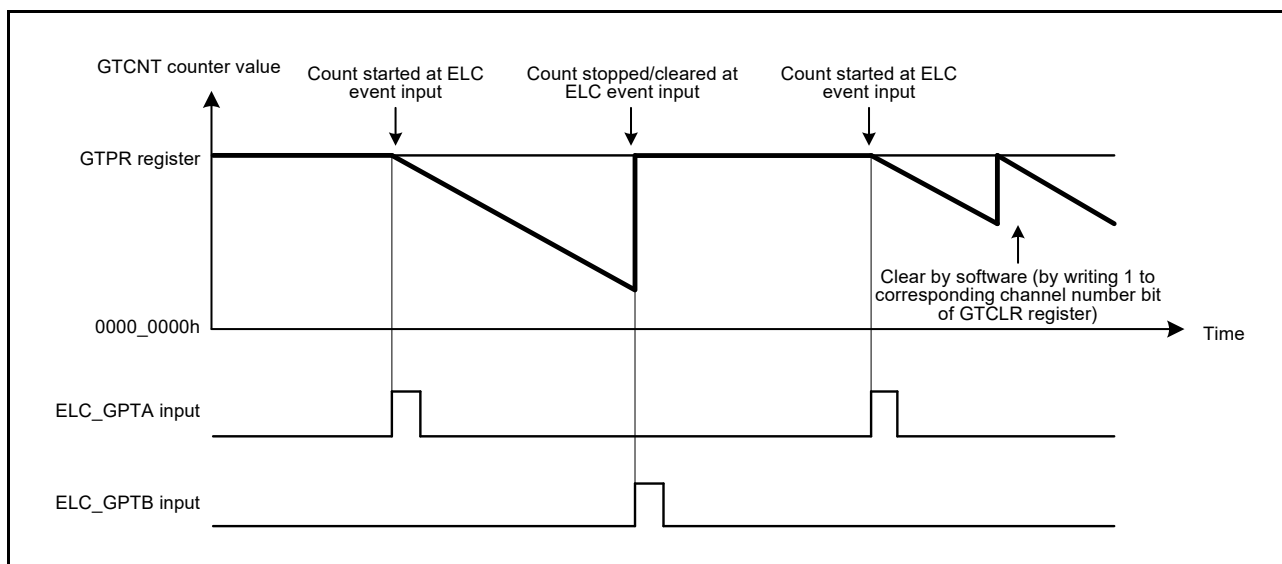 GTCNT counter value
Count started at ELC
event input
Count stopped/cleared at
ELC event input
Count started at ELC
event input
GTPR register
Clear by software (by writing 1 to
corresponding channel number bit
of GTCLR register)
0000_0000h
Time
ELC_GPTA input
ELC_GPTB input